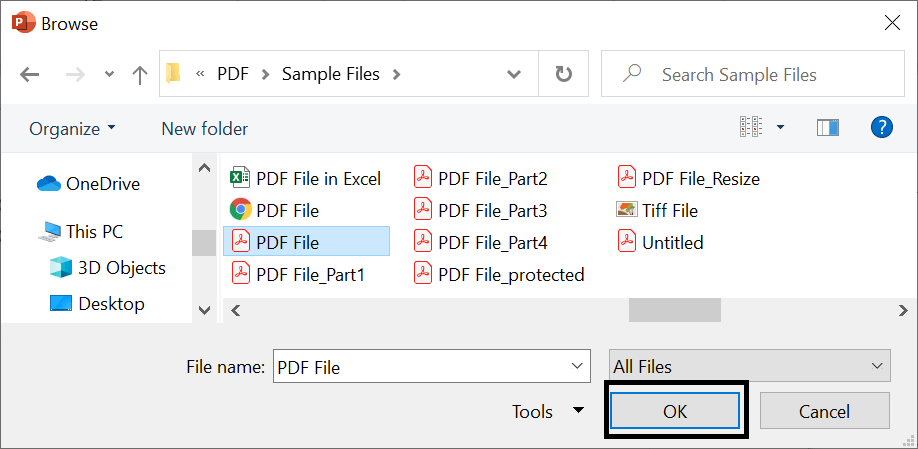 Browse
« PDF > Sample Files >
Search Sample Files
Organize
New folder
OneDrive
This PC
3D Objects
Desktop
PDF File in Excel
PDF File
PDF File
PDF File_Part1
PDF File_Part2
PDF File_Part3
PDF File_Part4
PDF File_protected
PDF File_Resize
Tiff File
Untitled
File name: PDF File
All Files
Tools
OK
Cancel